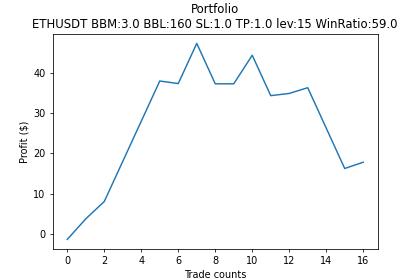 Portfolio
ETHUSDT BBM:3.0 BBL:160 SL:1.0 TP:1.0 lev:15 WinRatio:59.0
Profit ($)
40
30
20
10
0
0 2 4 6 8 10 12 14 16
Trade counts